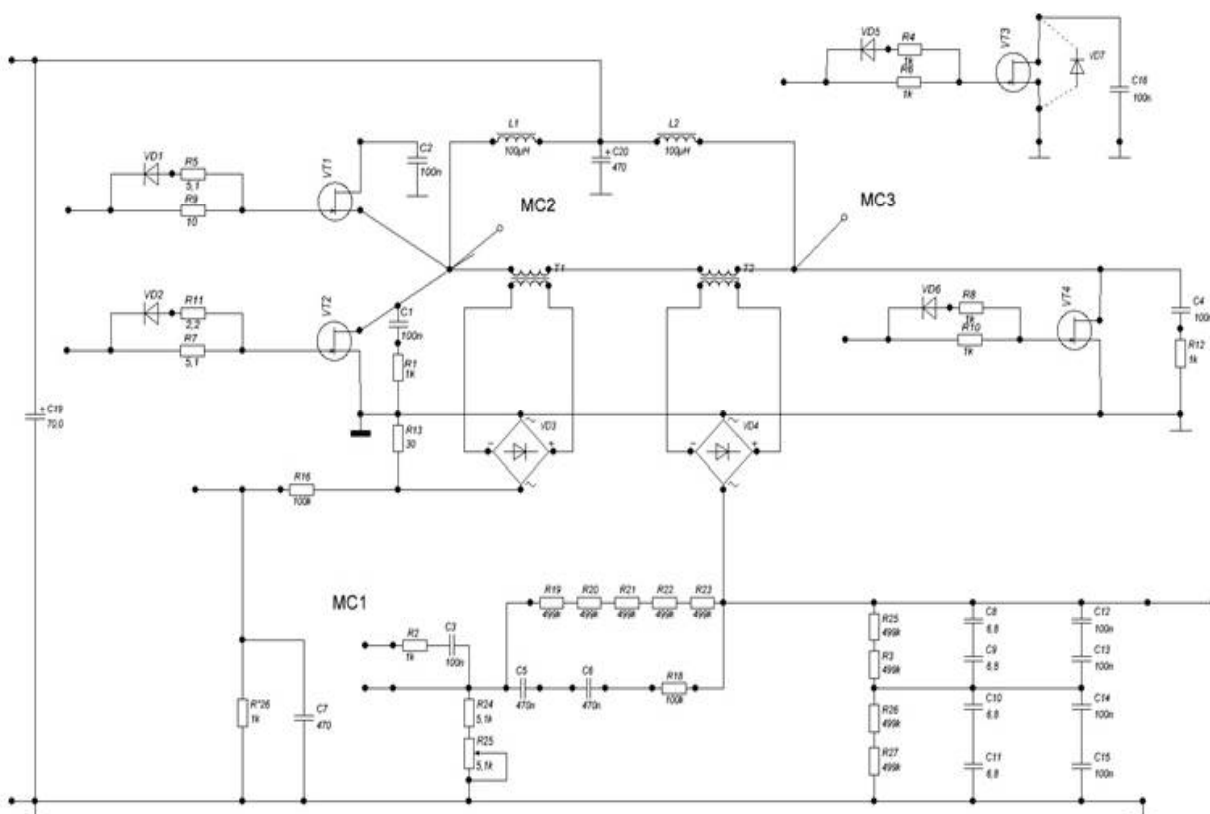 VD5
R4
1k
R6
1k
VT3
VD7
C16
100n
L1
100µH
L2
100µH
C20
470
VD1
R5
5,1
R9
10
VT1
C2
100n
MC2
MC3
T1
T2
VD2
R11
2,2
R7
5,1
VT2
C1
100n
R1
1k
VD6
R8
1k
R10
1k
VT4
C4
100n
R12
1k
C19
70,0
R13
30
VD3
VD4
R16
100k
MC1
R19
499k
R20
499k
R21
499k
R22
499k
R23
499k
R2
1k
C3
100n
C5
470n
C6
470n
R18
100k
R24
5,1k
R25
5,1k
R*26
1k
C7
470
R25
499k
R3
499k
R26
499k
R27
499k
C8
6,8
C9
6,8
C10
6,8
C11
6,8
C12
100n
C13
100n
C14
100n
C15
100n